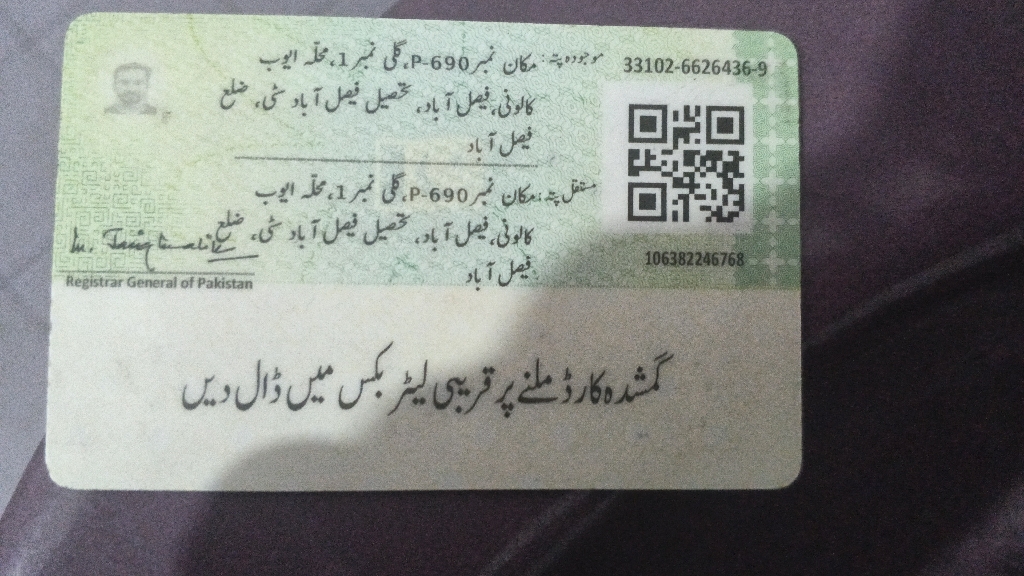 موجودہ پتہ: مکان نمبر P-690، گلی نمبر 1، محلّہ ایوب
کالونی، فیصل آباد، تحصیل فیصل آباد سٹی، ضلع
فیصل آباد
33102-6626436-9
مستقل پتہ: مکان نمبر P-690، گلی نمبر 1، محلّہ ایوب
کالونی، فیصل آباد، تحصیل فیصل آباد سٹی، ضلع
فیصل آباد
106382246768
Registrar General of Pakistan
گمشدہ کارڈ ملنے پر قریبی لیٹر بکس میں ڈال دیں